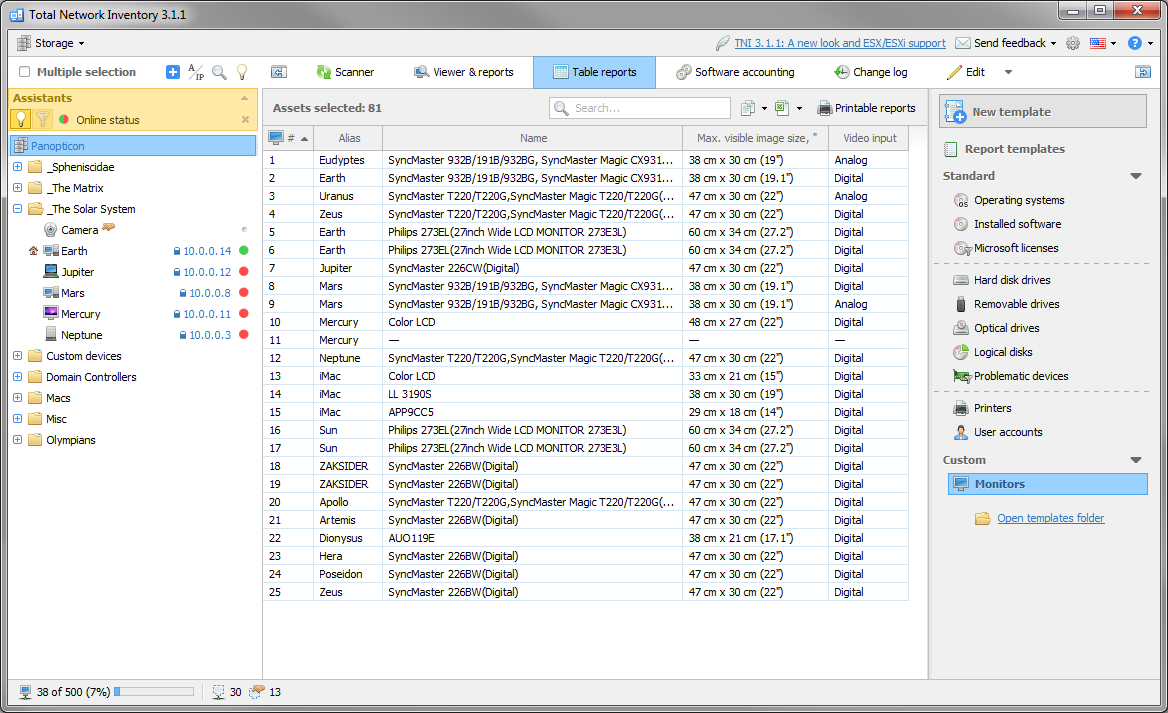 Total Network Inventory 3.1.1
Storage
TNI 3.1.1: A new look and ESX/ESXi support
Send feedback
Multiple selection
A/IP
Scanner
Viewer & reports
Table reports
Software accounting
Change log
Edit
Assistants
Online status
Panopticon
_Spheniscidae
_The Matrix
_The Solar System
Camera
Earth 10.0.0.14
Jupiter 10.0.0.12
Mars 10.0.0.8
Mercury 10.0.0.11
Neptune 10.0.0.3
Custom devices
Domain Controllers
Macs
Misc
Olympians
Assets selected: 81
Search...
Printable reports
# Alias Name Max. visible image size, " Video input
1 Eudyptes SyncMaster 932B/191B/932BG, SyncMaster Magic CX931... 38 cm x 30 cm (19") Analog
2 Earth SyncMaster 932B/191B/932BG, SyncMaster Magic CX931... 38 cm x 30 cm (19.1") Digital
3 Uranus SyncMaster T220/T220G,SyncMaster Magic T220/T220G(... 47 cm x 30 cm (22") Analog
4 Zeus SyncMaster T220/T220G,SyncMaster Magic T220/T220G(... 47 cm x 30 cm (22") Digital
5 Earth Philips 273EL(27inch Wide LCD MONITOR 273E3L) 60 cm x 34 cm (27.2") Digital
6 Earth Philips 273EL(27inch Wide LCD MONITOR 273E3L) 60 cm x 34 cm (27.2") Digital
7 Jupiter SyncMaster 226CW(Digital) 47 cm x 30 cm (22") Digital
8 Mars SyncMaster 932B/191B/932BG, SyncMaster Magic CX931... 38 cm x 30 cm (19.1") Digital
9 Mars SyncMaster 932B/191B/932BG, SyncMaster Magic CX931... 38 cm x 30 cm (19.1") Analog
10 Mercury Color LCD 48 cm x 27 cm (22") Digital
11 Mercury — — —
12 Neptune SyncMaster T220/T220G,SyncMaster Magic T220/T220G(... 47 cm x 30 cm (22") Digital
13 iMac Color LCD 33 cm x 21 cm (15") Digital
14 iMac LL 3190S 38 cm x 30 cm (19") Digital
15 iMac APP9CC5 29 cm x 18 cm (14") Digital
16 Sun Philips 273EL(27inch Wide LCD MONITOR 273E3L) 60 cm x 34 cm (27.2") Digital
17 Sun Philips 273EL(27inch Wide LCD MONITOR 273E3L) 60 cm x 34 cm (27.2") Digital
18 ZAKSIDER SyncMaster 226BW(Digital) 47 cm x 30 cm (22") Digital
19 ZAKSIDER SyncMaster 226BW(Digital) 47 cm x 30 cm (22") Digital
20 Apollo SyncMaster T220/T220G,SyncMaster Magic T220/T220G(... 47 cm x 30 cm (22") Digital
21 Artemis SyncMaster 226BW(Digital) 47 cm x 30 cm (22") Digital
22 Dionysus AUO119E 38 cm x 21 cm (17.1") Digital
23 Hera SyncMaster 226BW(Digital) 47 cm x 30 cm (22") Digital
24 Poseidon SyncMaster 226BW(Digital) 47 cm x 30 cm (22") Digital
25 Zeus SyncMaster 226BW(Digital) 47 cm x 30 cm (22") Digital
New template
Report templates
Standard
Operating systems
Installed software
Microsoft licenses
Hard disk drives
Removable drives
Optical drives
Logical disks
Problematic devices
Printers
User accounts
Custom
Monitors
Open templates folder
38 of 500 (7%)
30
13